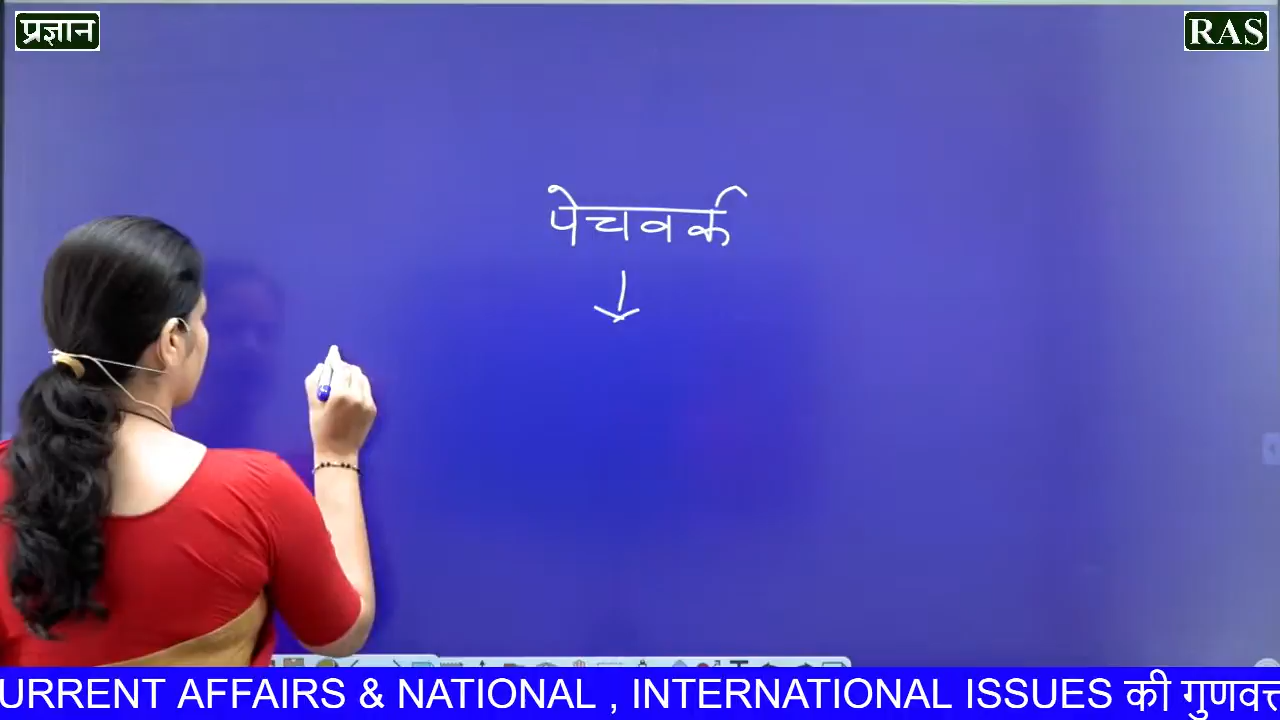 प्रज्ञान
RAS
पेचवर्क
URRENT AFFAIRS & NATIONAL , INTERNATIONAL ISSUES की गुणवत्त